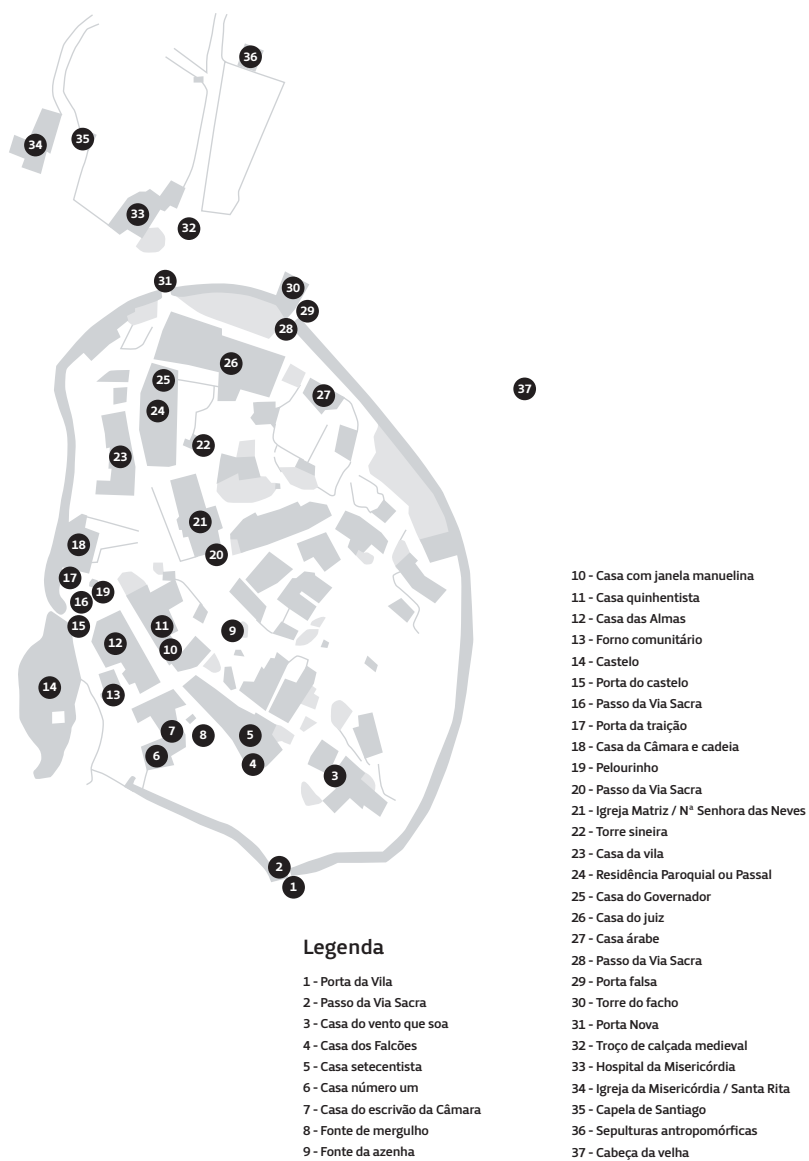 36
35
34
33
32
31
30
29
28
26
25
27
37
24
22
23
21
18
20
17
19
16
15
11
9
12
10
14
13
7
8
5
6
4
3
2
1
Legenda
1 - Porta da Vila
2 - Passo da Via Sacra
3 - Casa do vento que soa
4 - Casa dos Falcões
5 - Casa setecentista
6 - Casa número um
7 - Casa do escrivão da Câmara
8 - Fonte de mergulho
9 - Fonte da azenha
10 - Casa com janela manuelina
11 - Casa quinhentista
12 - Casa das Almas
13 - Forno comunitário
14 - Castelo
15 - Porta do castelo
16 - Passo da Via Sacra
17 - Porta da traição
18 - Casa da Câmara e cadeia
19 - Pelourinho
20 - Passo da Via Sacra
21 - Igreja Matriz / Nª Senhora das Neves
22 - Torre sineira
23 - Casa da vila
24 - Residência Paroquial ou Passal
25 - Casa do Governador
26 - Casa do juiz
27 - Casa árabe
28 - Passo da Via Sacra
29 - Porta falsa
30 - Torre do facho
31 - Porta Nova
32 - Troço de calçada medieval
33 - Hospital da Misericórdia
34 - Igreja da Misericórdia / Santa Rita
35 - Capela de Santiago
36 - Sepulturas antropomórficas
37 - Cabeça da velha